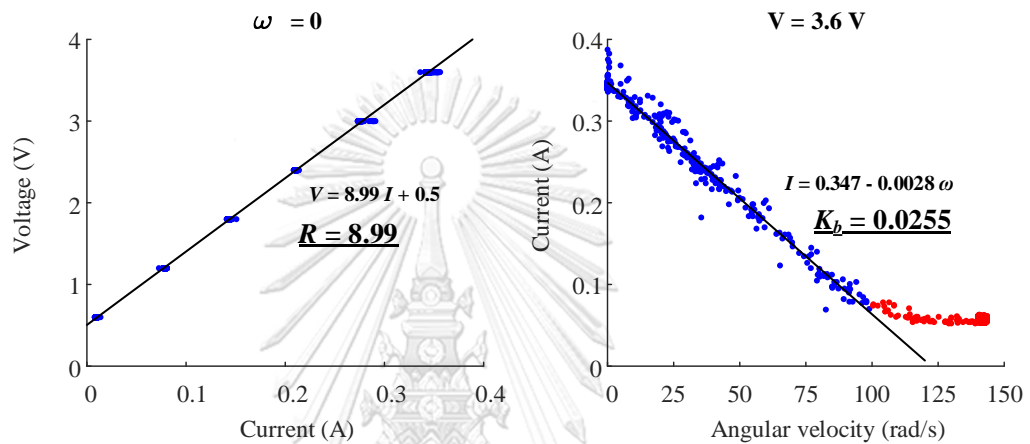 ω = 0
4
3
2
1
0
Voltage (V)
V = 8.99 I + 0.5
R = 8.99
0 0.1 0.2 0.3 0.4
Current (A)
V = 3.6 V
0.4
0.3
0.2
0.1
0
Current (A)
I = 0.347 - 0.0028 ω
K_b = 0.0255
0 25 50 75 100 125 150
Angular velocity (rad/s)